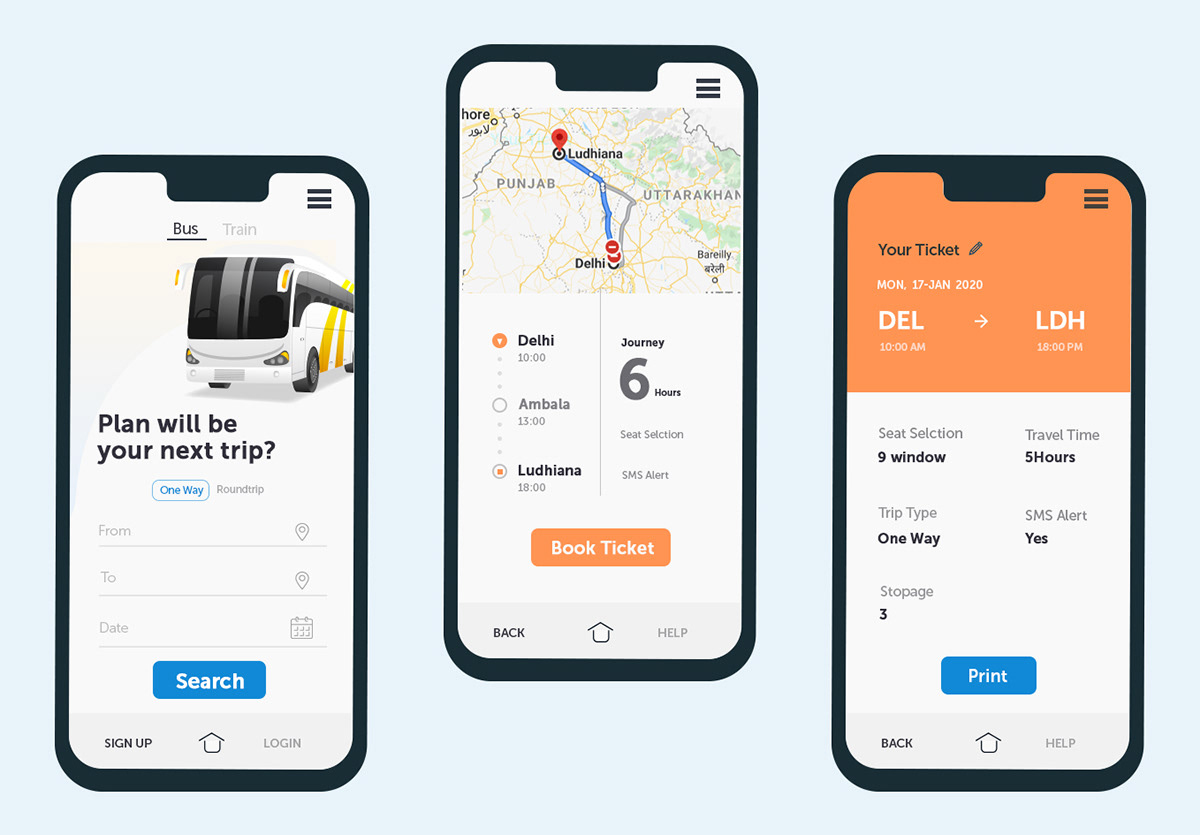 Bus Train
Plan will be
your next trip?
One Way Roundtrip
From
To
Date
Search
SIGN UP LOGIN
hore
لاہور
Ludhiana
PUNJAB
UTTARAKHAN
Delhi
Bareilly
बरेली
Delhi
10:00
Ambala
13:00
Ludhiana
18:00
Journey
6 Hours
Seat Selction
SMS Alert
Book Ticket
BACK HELP
Your Ticket
MON, 17-JAN 2020
DEL → LDH
10:00 AM 18:00 PM
Seat Selction Travel Time
9 window 5Hours
Trip Type SMS Alert
One Way Yes
Stopage
3
Print
BACK HELP